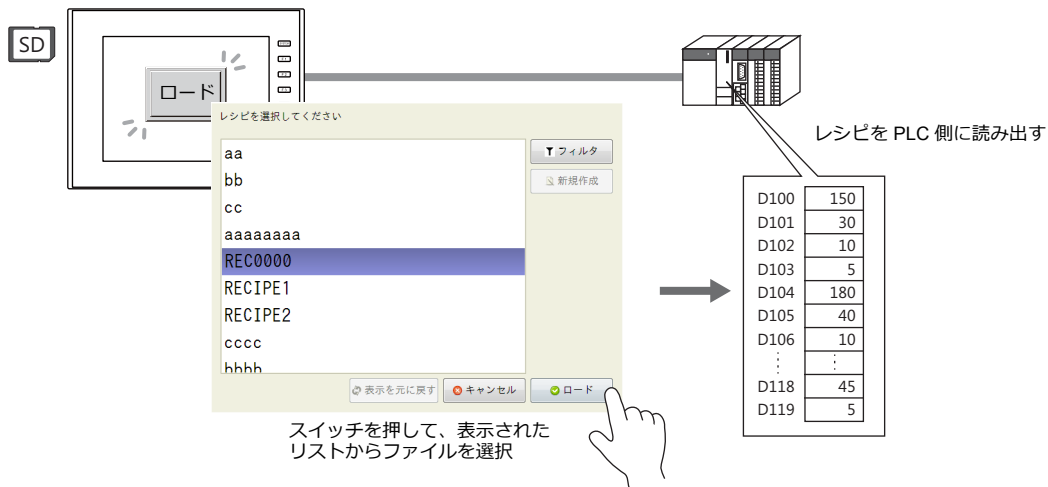 SD
ロード
レシピを選択してください
aa
bb
cc
aaaaaaaa
REC0000
RECIPE1
RECIPE2
cccc
bbbb
フィルタ
新規作成
表示を元に戻す
キャンセル
ロード
スイッチを押して、表示された
リストからファイルを選択
レシピを PLC 側に読み出す
D100 150
D101 30
D102 10
D103 5
D104 180
D105 40
D106 10
D118 45
D119 5